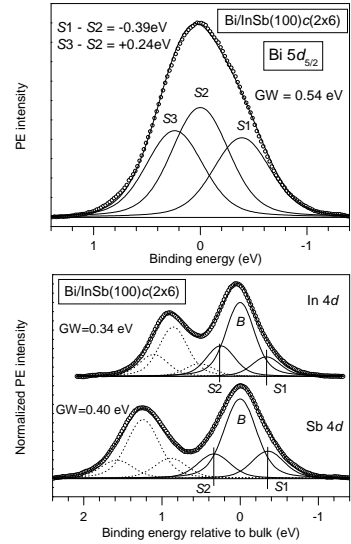 S1 - S2 = -0.39eV
S3 - S2 = +0.24eV
Bi/InSb(100)c(2x6)
Bi 5d5/2
GW = 0.54 eV
S2
S3
S1
PE intensity
1
0
-1
Binding energy (eV)
Bi/InSb(100)c(2x6)
In 4d
GW=0.34 eV
B
S2
S1
GW=0.40 eV
Sb 4d
B
S2
S1
Normalized PE intensity
2
1
0
-1
Binding energy relative to bulk (eV)